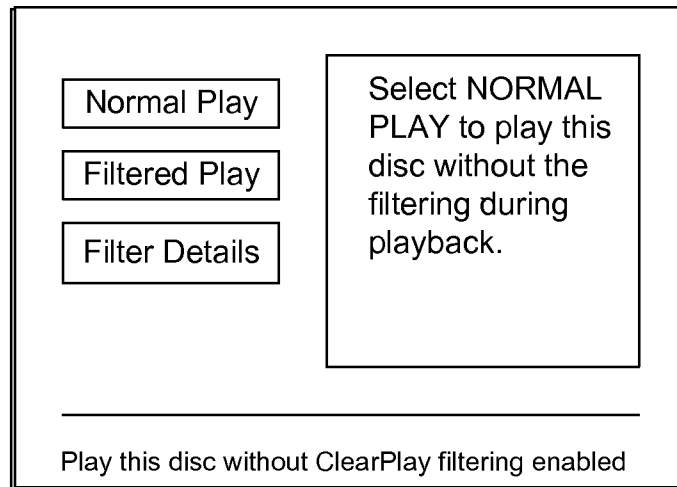 Normal Play
Filtered Play
Filter Details
Select NORMAL
PLAY to play this
disc without the
filtering during
playback.
Play this disc without ClearPlay filtering enabled